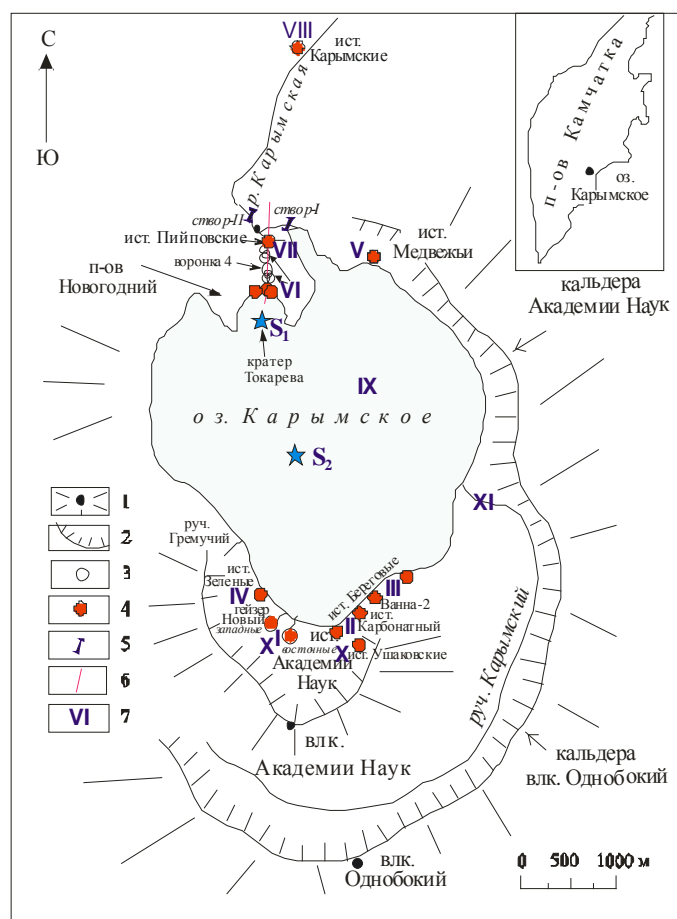 С
Ю
VIII
ист.
Карымские
р. Карымская
п-ов Камчатка
оз.
Карымское
створ-II
створ-I
ист. Пийповские
VII
воронка 4
VI
п-ов
Новогодний
V
ист.
Медвежьи
кальдера
Академии Наук
S1
кратер
Токарева
IX
оз. Карымское
S2
XI
1
2
3
4
5
6
VI
7
руч.
Гремучий
ист.
Зеленые
IV
гейзер
Новый
западные
X
I
восточные
ист.
Академии
Наук
ист. Береговые
III
Ванна-2
II
ист.
Карбонатный
X
ист. Ушаковские
руч. Карымский
влк.
Академии Наук
кальдера
влк. Однобокий
влк.
Однобокий
0 500 1000 м